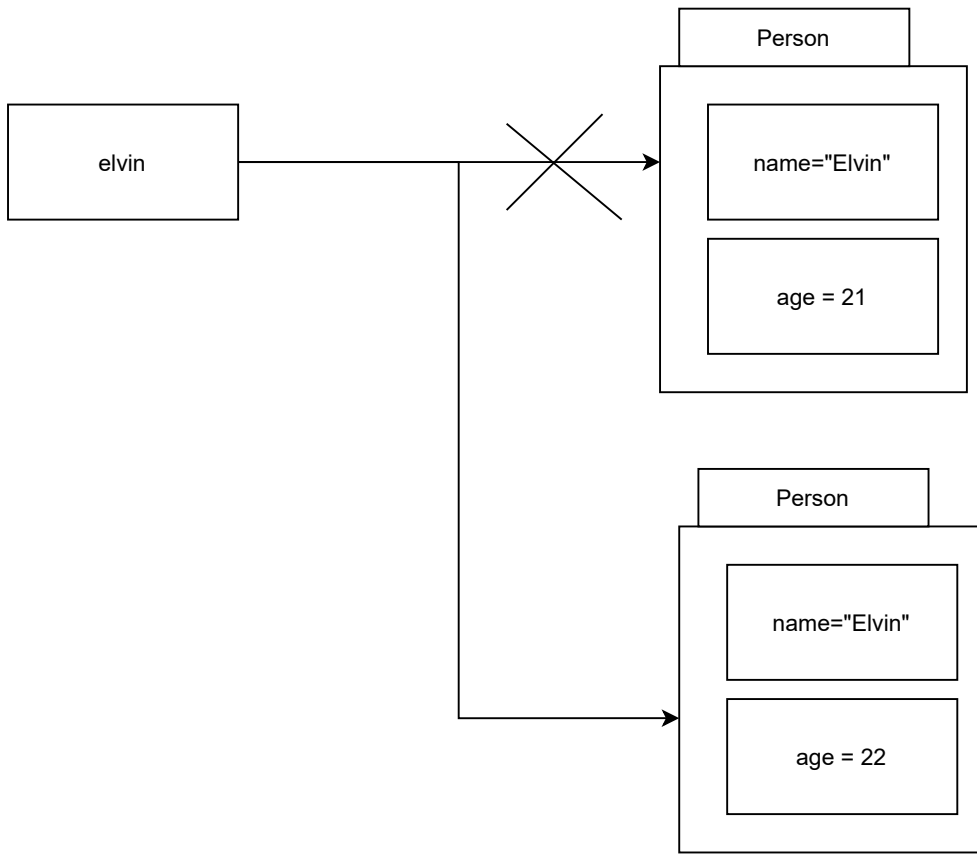 Person
elvin
name="Elvin"
age = 21
Person
name="Elvin"
age = 22